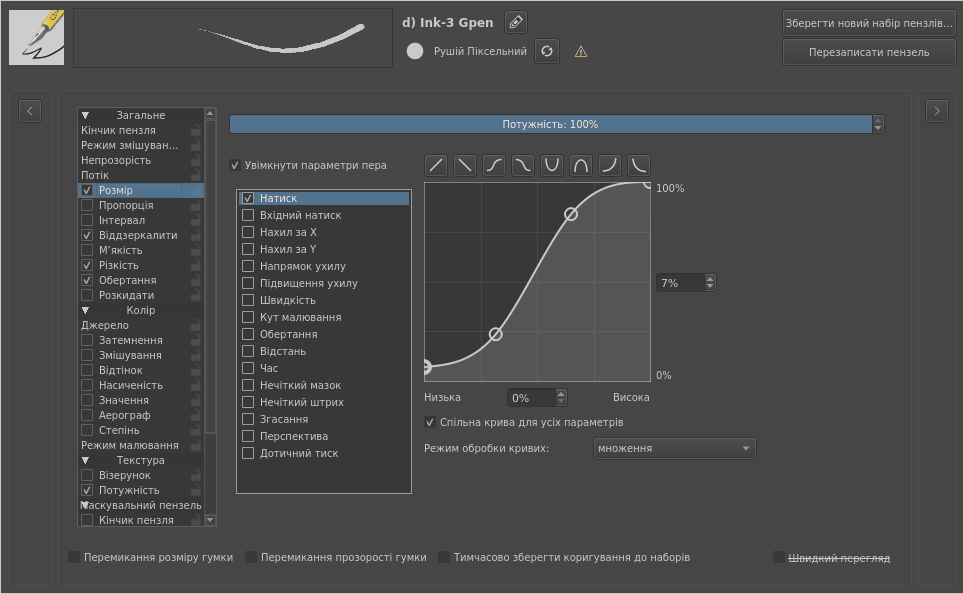 d) Ink-3 Gpen
Рушій Піксельний
Зберегти новий набір пензлів...
Перезаписати пензель
Загальне
Кінчик пензля
Режим змішуван...
Непрозорість
Потік
Розмір
Пропорція
Інтервал
Віддзеркалити
М’якість
Різкість
Обертання
Розкидати
Колір
Джерело
Затемнення
Змішування
Відтінок
Насиченість
Значення
Аерограф
Степінь
Режим малювання
Текстура
Візерунок
Потужність
Маскувальний пензель
Кінчик пензля
Потужність: 100%
Увімкнути параметри пера
Натиск
Вхідний натиск
Нахил за X
Нахил за Y
Напрямок ухилу
Підвищення ухилу
Швидкість
Кут малювання
Обертання
Відстань
Час
Нечіткий мазок
Нечіткий штрих
Згасання
Перспектива
Дотичний тиск
100%
7%
0%
Низька 0% Висока
Спільна крива для усіх параметрів
Режим обробки кривих: множення
Перемикання розміру гумки Перемикання прозорості гумки Тимчасово зберегти коригування до наборів Швидкий перегляд